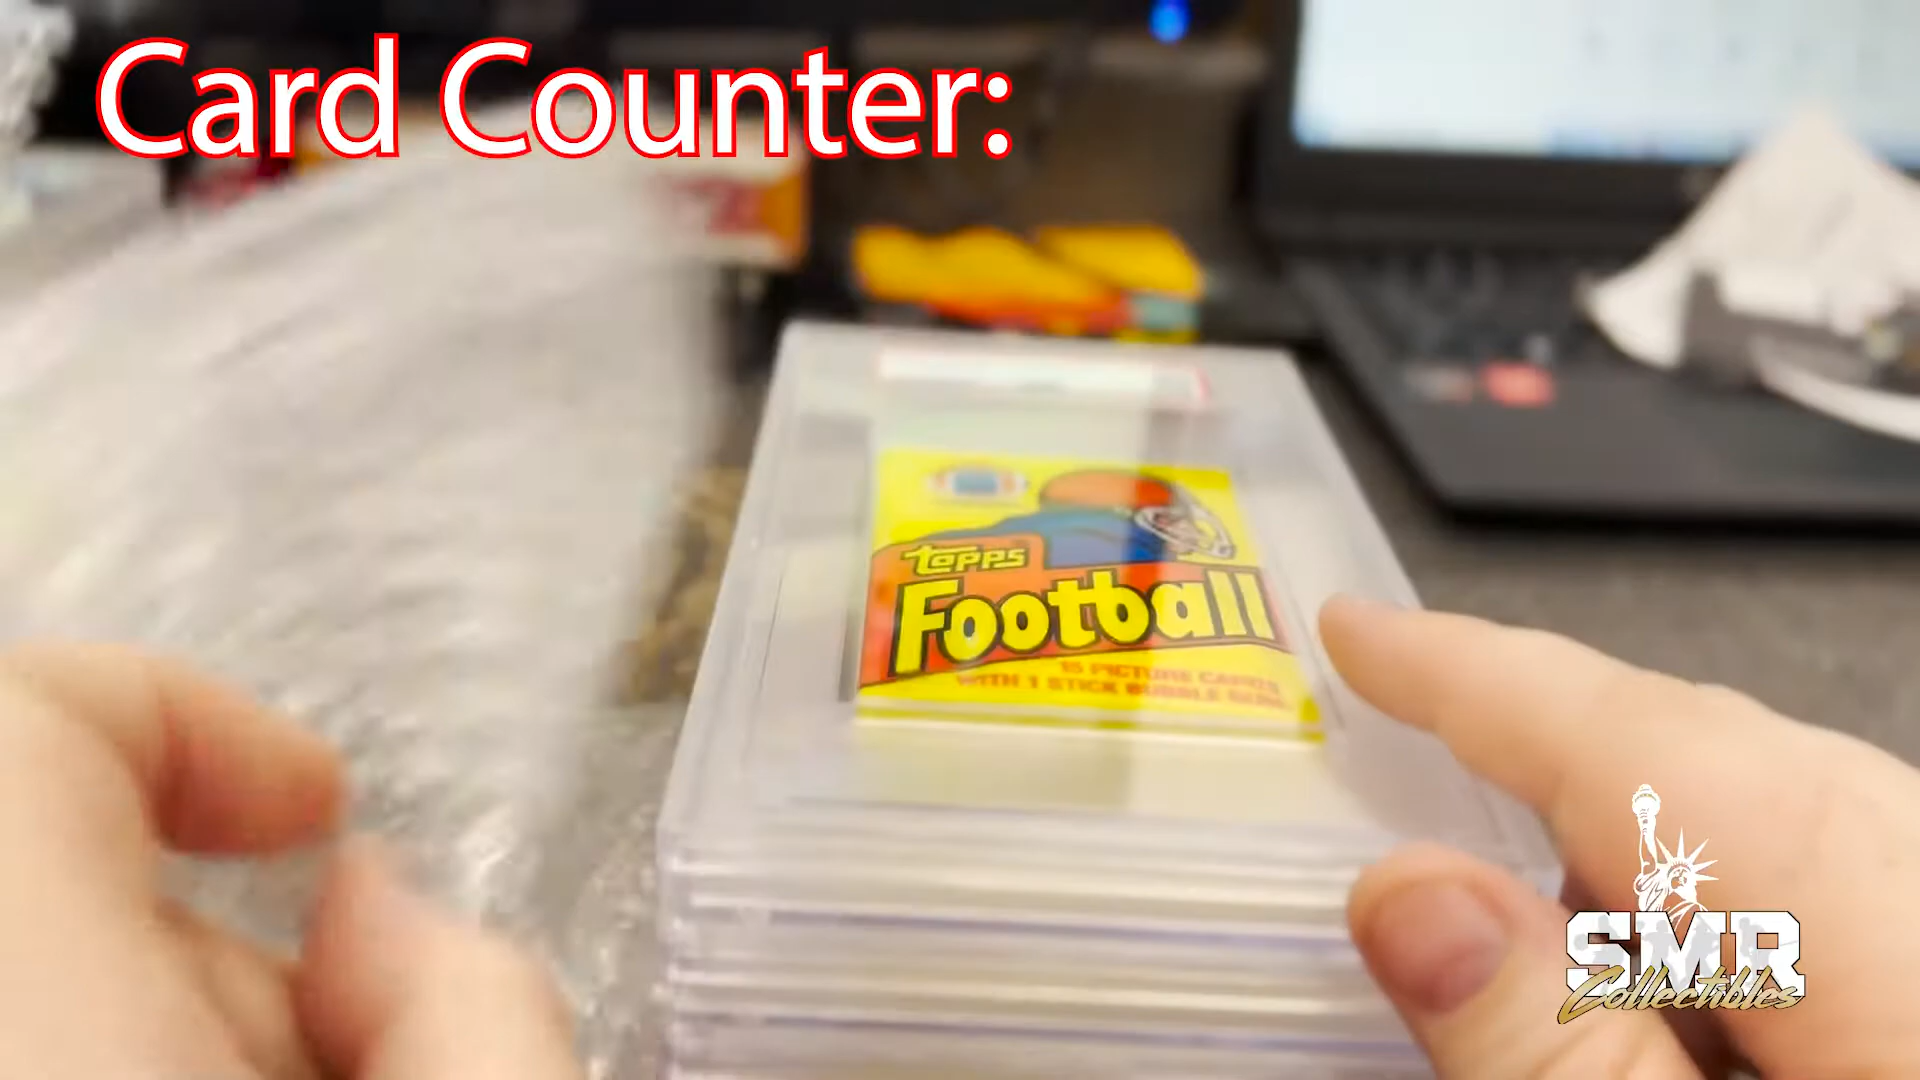 Card Counter:
topps
Football
15 PICTURE CARDS
WITH 1 STICK BUBBLE GUM
SMR
Collectibles